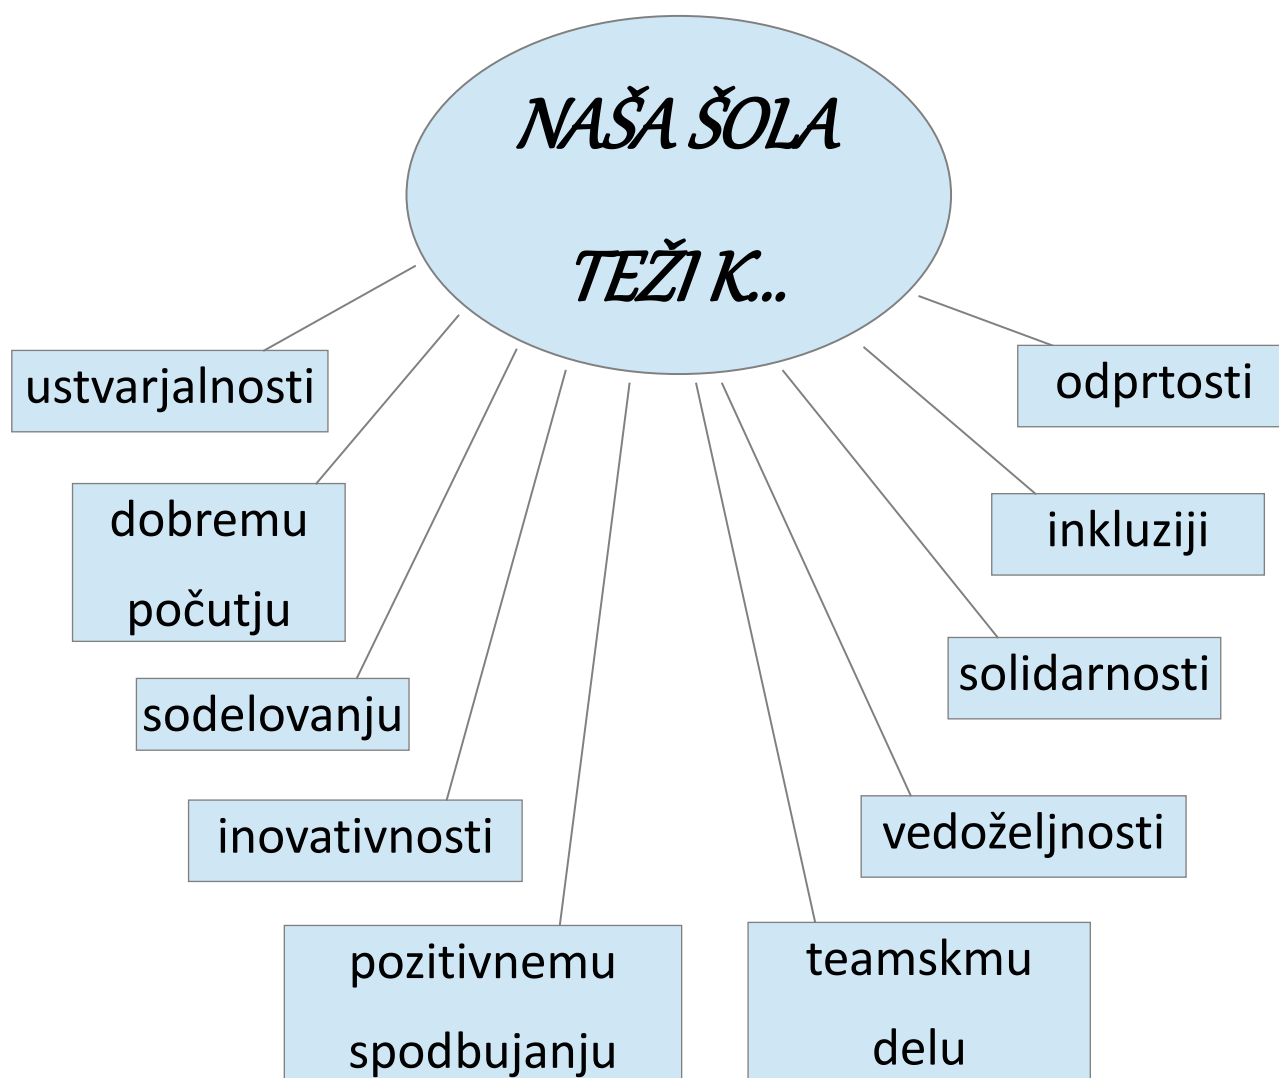 NAŠA ŠOLA
TEŽI K...
ustvarjalnosti
odprtosti
dobremu
počutju
inkluziji
sodelovanju
solidarnosti
inovativnosti
vedoželjnosti
pozitivnemu
spodbujanju
teamskmu
delu